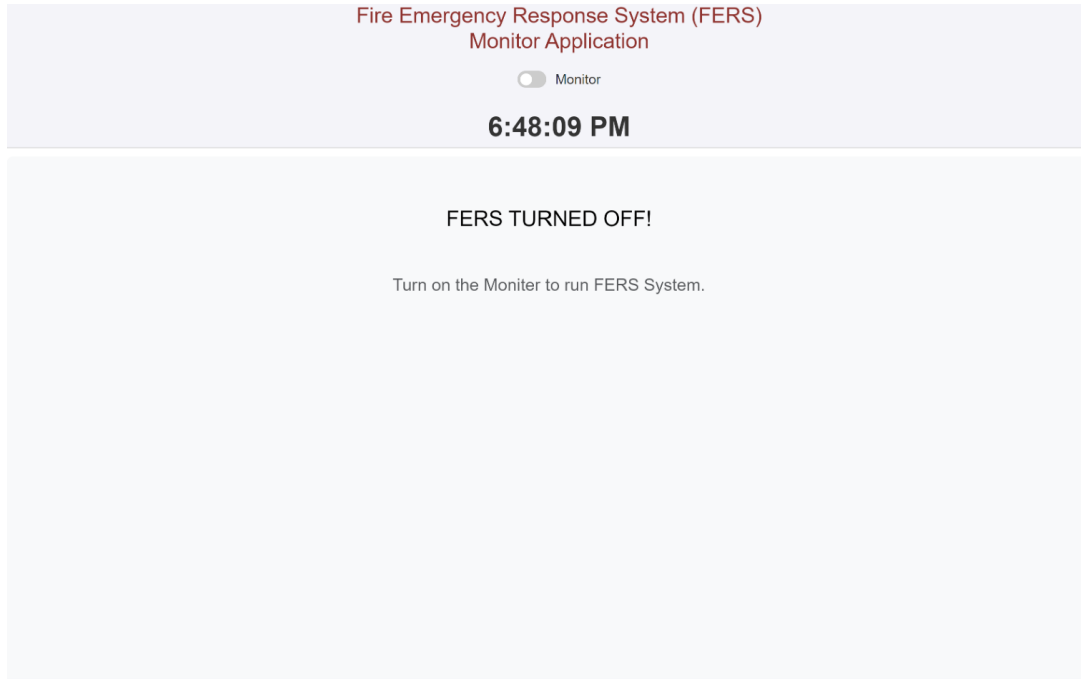 Fire Emergency Response System (FERS)
Monitor Application
Monitor
6:48:09 PM
FERS TURNED OFF!
Turn on the Moniter to run FERS System.